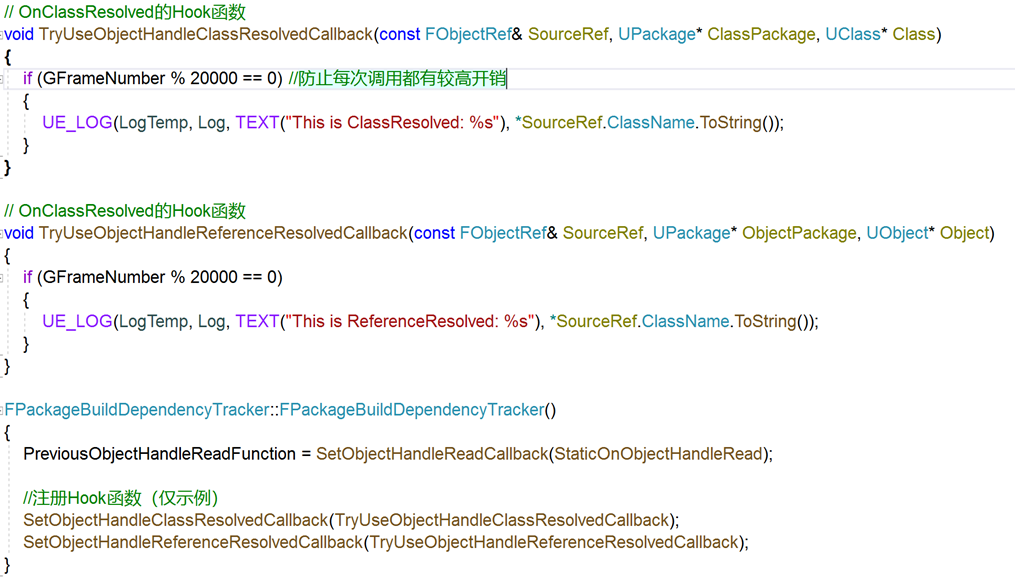 // OnClassResolved的Hook函数
void TryUseObjectHandleClassResolvedCallback(const FObjectRef& SourceRef, UPackage* ClassPackage, UClass* Class)
{
if (GFrameNumber % 20000 == 0) //防止每次调用都有较高开销
{
UE_LOG(LogTemp, Log, TEXT("This is ClassResolved: %s"), *SourceRef.ClassName.ToString());
}
}
// OnClassResolved的Hook函数
void TryUseObjectHandleReferenceResolvedCallback(const FObjectRef& SourceRef, UPackage* ObjectPackage, UObject* Object)
{
if (GFrameNumber % 20000 == 0)
{
UE_LOG(LogTemp, Log, TEXT("This is ReferenceResolved: %s"), *SourceRef.ClassName.ToString());
}
}
FPackageBuildDependencyTracker::FPackageBuildDependencyTracker()
{
PreviousObjectHandleReadFunction = SetObjectHandleReadCallback(StaticOnObjectHandleRead);
//注册Hook函数（仅示例）
SetObjectHandleClassResolvedCallback(TryUseObjectHandleClassResolvedCallback);
SetObjectHandleReferenceResolvedCallback(TryUseObjectHandleReferenceResolvedCallback);
}